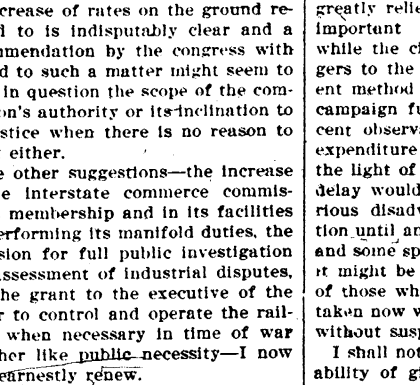 crease of rates on the ground re-
d to is indisputably clear and a
mmendation by the congress with
d to such a matter might seem to
in question the scope of the com-
on's authority or its inclination to
stice when there is no reason to
either.
e other suggestions—the increase
e interstate commerce commis-
membership and in its facilities
erforming its manifold duties, the
sion for full public investigation
assessment of industrial disputes,
he grant to the executive of the
r to control and operate the rail-
when necessary in time of war
her like public necessity—I now
earnestly renew.
greatly relie
important
while the c
gers to the
ent method
campaign fu
cent observ
expenditure
the light of
delay would
rious disad
tion until an
and some sp
it might be
of those wh
taken now w
without sus
I shall not
ability of g